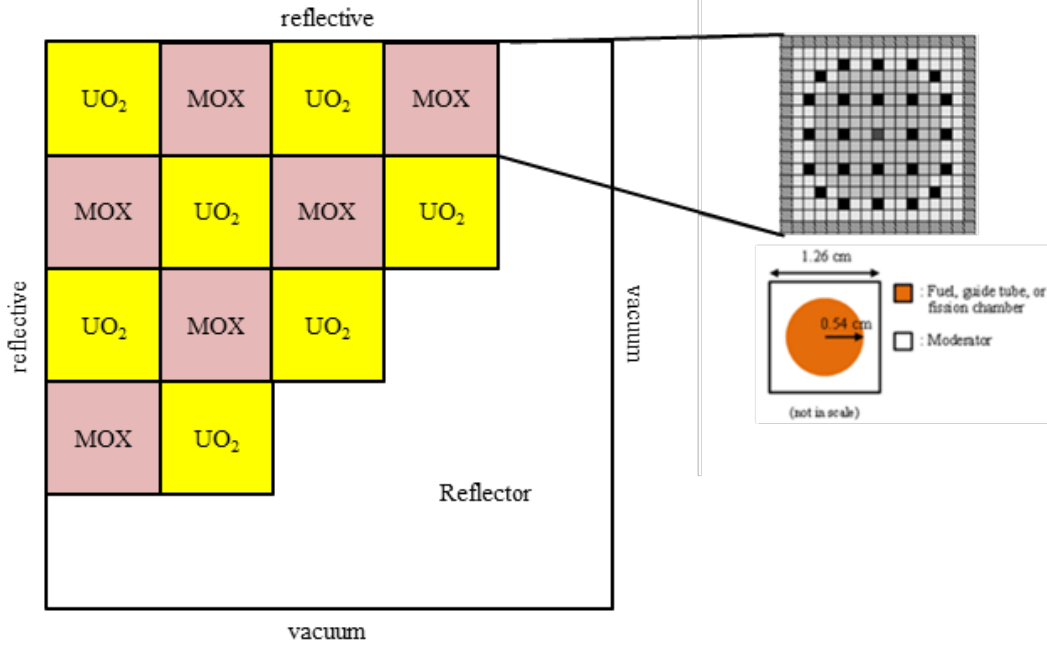 reflective
UO₂ MOX UO₂ MOX
MOX UO₂ MOX UO₂
UO₂ MOX UO₂
MOX UO₂
Reflector
reflective
vacuum
vacuum
1.26 cm
0.54 cm
: Fuel, guide tube, or
fission chamber
: Moderator
(not in scale)